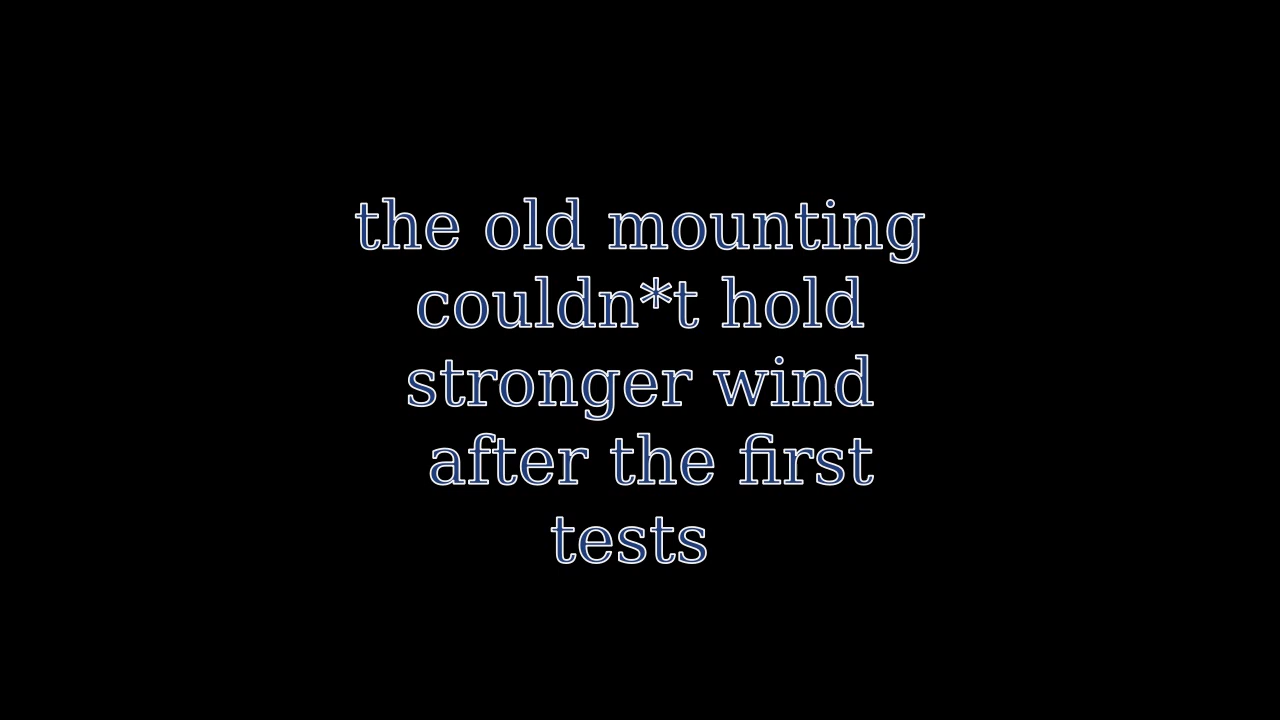 the old mounting
couldn*t hold
stronger wind
after the first
tests